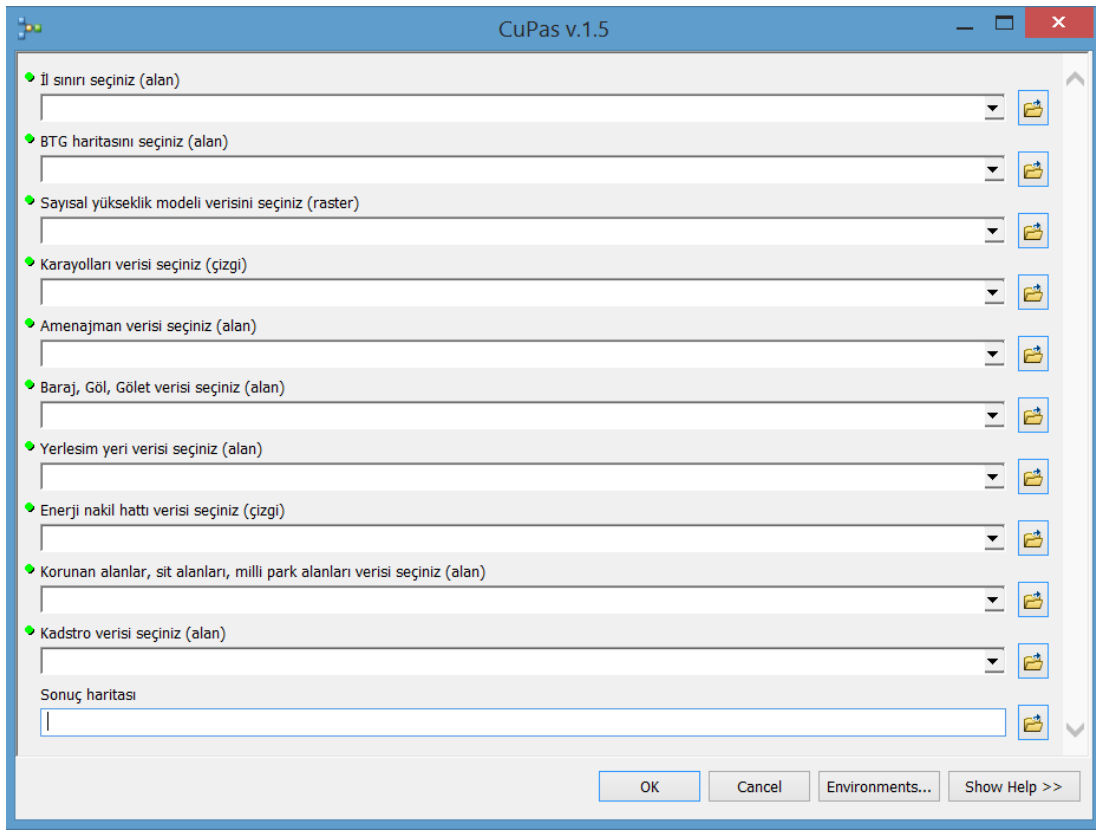 CuPas v.1.5
İl sınırı seçiniz (alan)
BTG haritasını seçiniz (alan)
Sayısal yükseklik modeli verisini seçiniz (raster)
Karayolları verisi seçiniz (çizgi)
Amenajman verisi seçiniz (alan)
Baraj, Göl, Gölet verisi seçiniz (alan)
Yerlesim yeri verisi seçiniz (alan)
Enerji nakil hattı verisi seçiniz (çizgi)
Korunan alanlar, sit alanları, milli park alanları verisi seçiniz (alan)
Kadstro verisi seçiniz (alan)
Sonuç haritası
OK Cancel Environments... Show Help >>